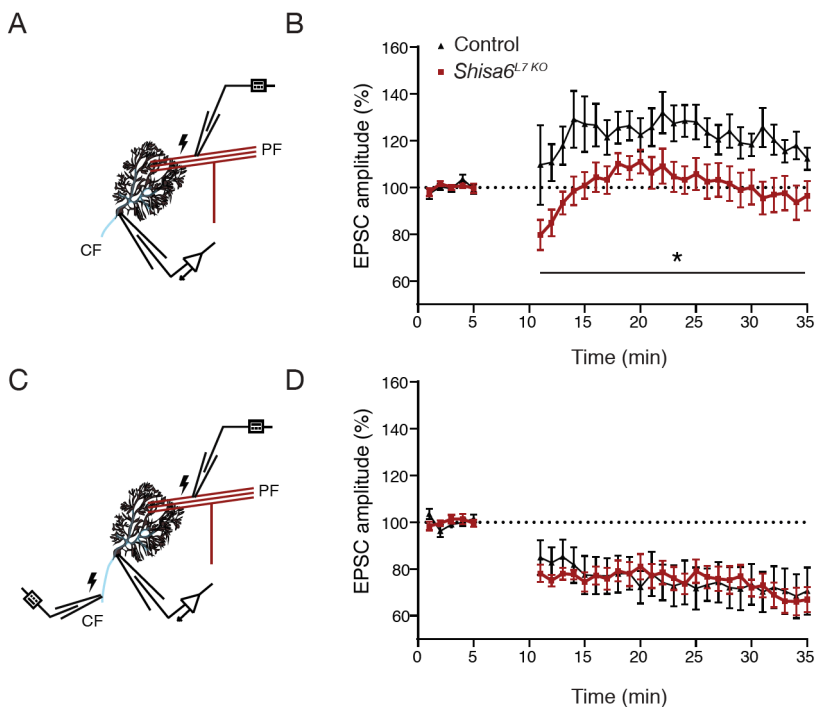 A
PF
CF
B
Control
Shisa6L7 KO
EPSC amplitude (%)
160
140
120
100
80
60
*
0 5 10 15 20 25 30 35
Time (min)
C
PF
CF
D
EPSC amplitude (%)
160
140
120
100
80
60
0 5 10 15 20 25 30 35
Time (min)